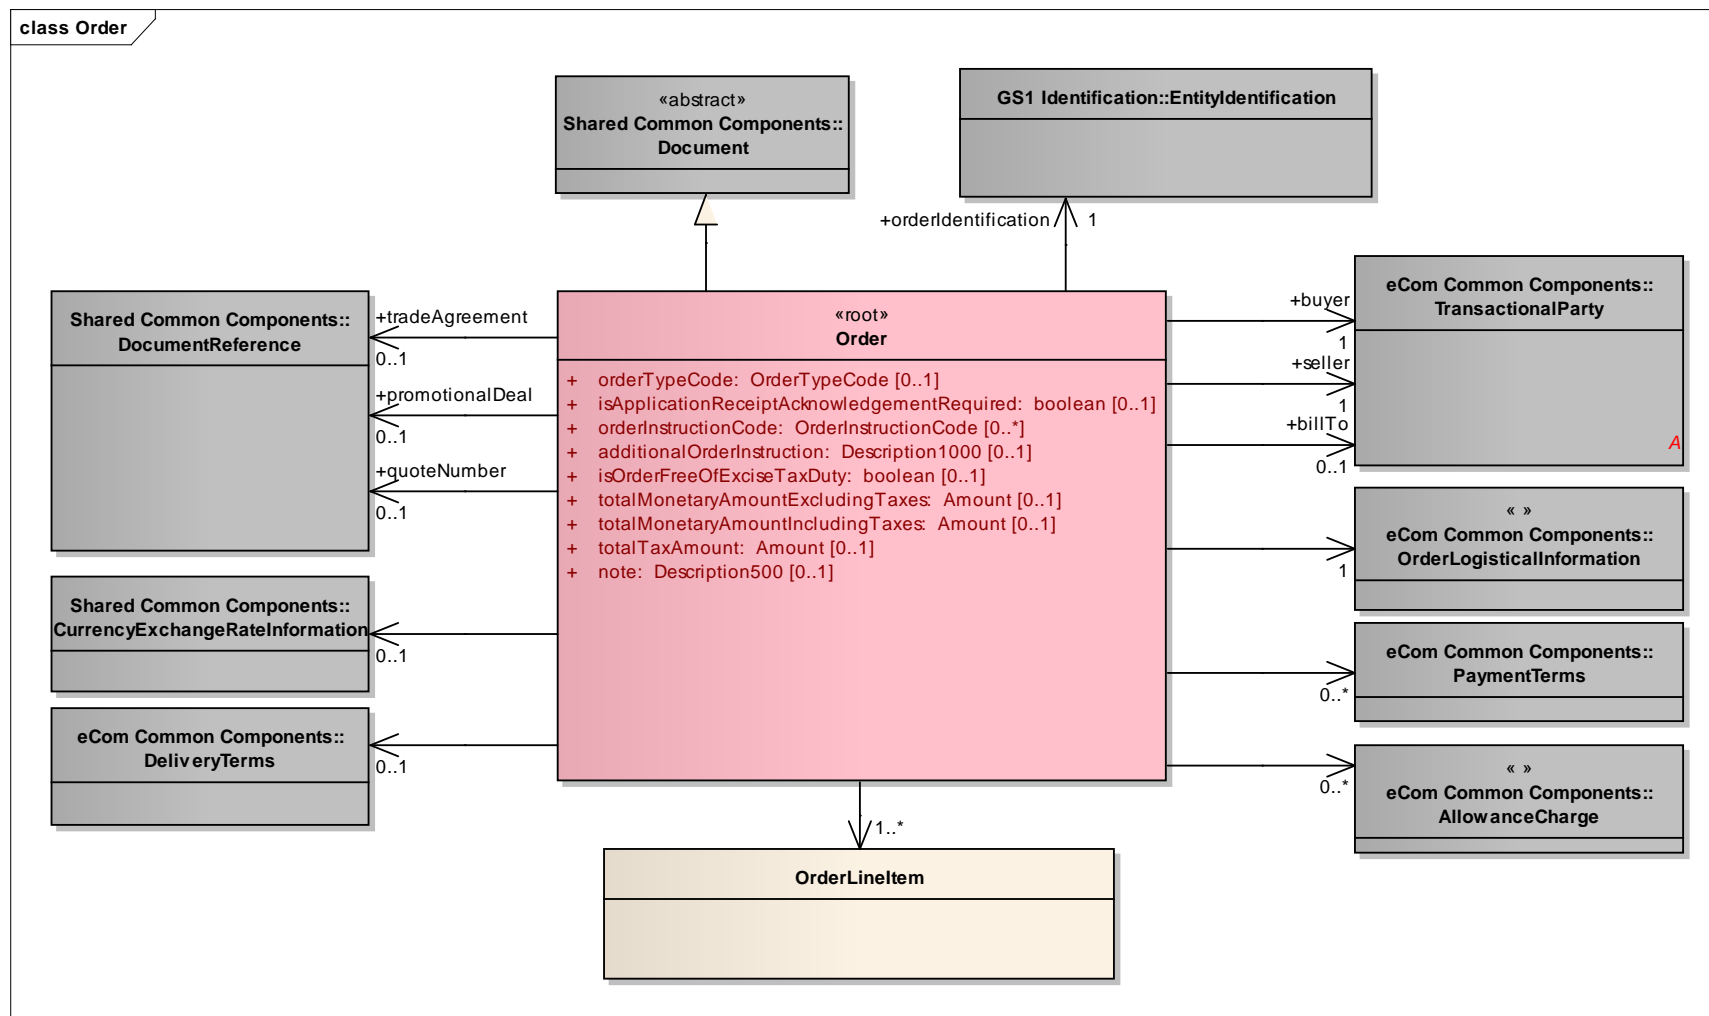 class Order
«abstract»
Shared Common Components::
Document
GS1 Identification::EntityIdentification
+orderIdentification
1
Shared Common Components::
DocumentReference
+tradeAgreement
0..1
+promotionalDeal
0..1
+quoteNumber
0..1
Shared Common Components::
CurrencyExchangeRateInformation
0..1
eCom Common Components::
DeliveryTerms
0..1
«root»
Order
+ orderTypeCode: OrderTypeCode [0..1]
+ isApplicationReceiptAcknowledgementRequired: boolean [0..1]
+ orderInstructionCode: OrderInstructionCode [0..*]
+ additionalOrderInstruction: Description1000 [0..1]
+ isOrderFreeOfExciseTaxDuty: boolean [0..1]
+ totalMonetaryAmountExcludingTaxes: Amount [0..1]
+ totalMonetaryAmountIncludingTaxes: Amount [0..1]
+ totalTaxAmount: Amount [0..1]
+ note: Description500 [0..1]
+buyer
1
+seller
1
+billTo
0..1
eCom Common Components::
TransactionalParty
A
1
« »
eCom Common Components::
OrderLogisticalInformation
0..*
eCom Common Components::
PaymentTerms
0..*
« »
eCom Common Components::
AllowanceCharge
1..*
OrderLineItem